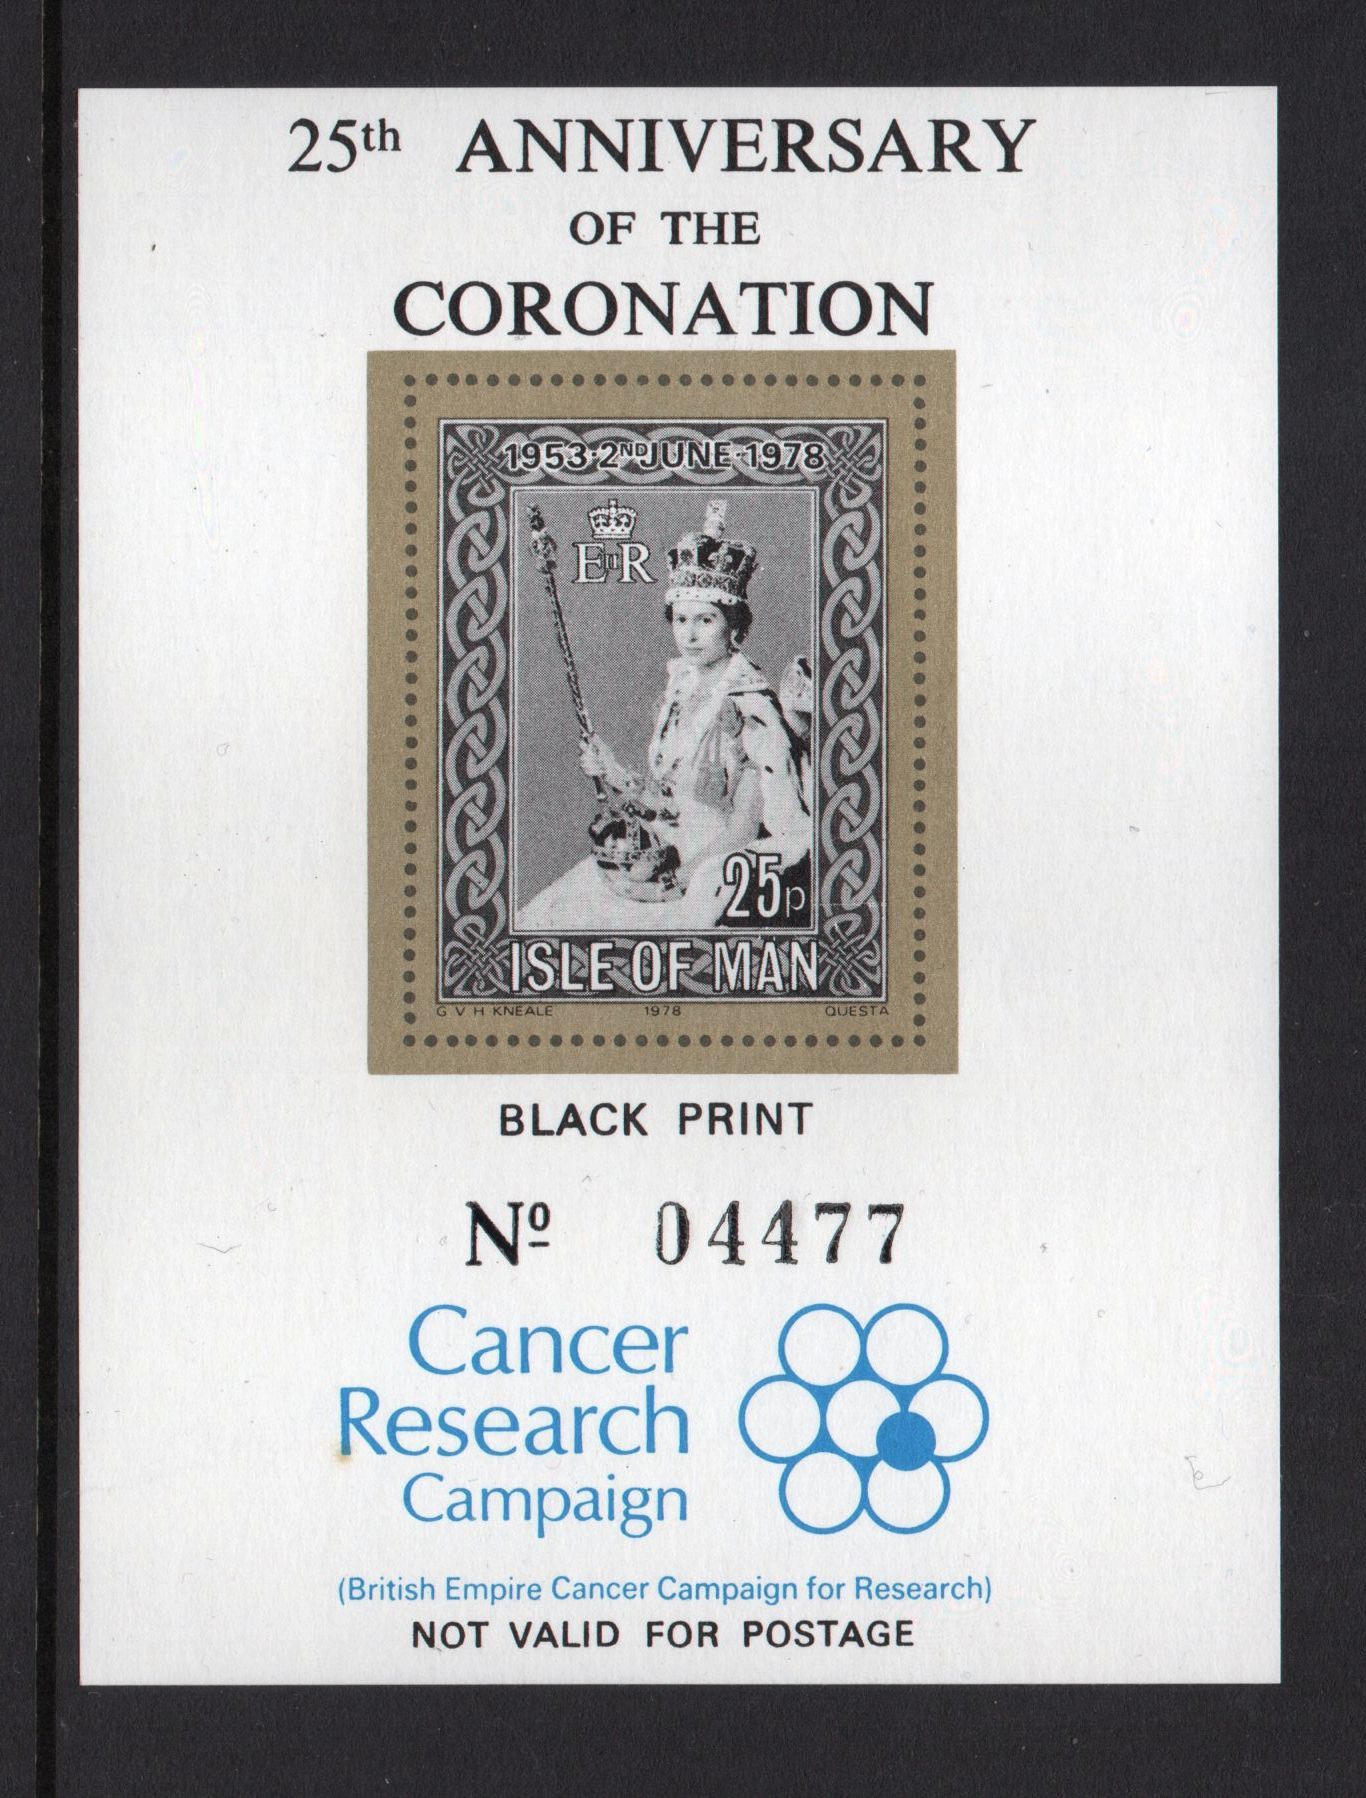 25th ANNIVERSARY
OF THE
CORONATION
1953·2ND JUNE·1978
EIIR
25p
ISLE OF MAN
G V H KNEALE 1978 QUESTA
BLACK PRINT
Nº 04477
Cancer
Research
Campaign
(British Empire Cancer Campaign for Research)
NOT VALID FOR POSTAGE